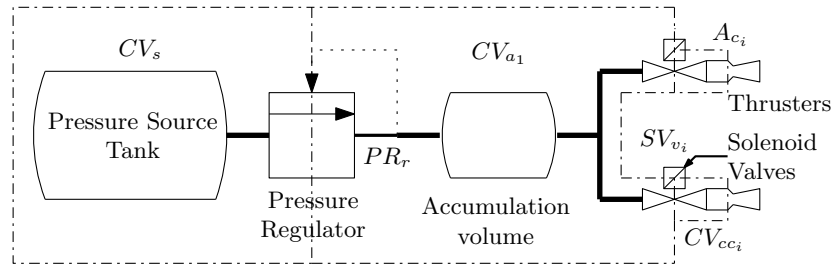 CV_s
CV_{a_1}
A_{c_i}
Pressure Source
Tank
Thrusters
PR_r
SV_{v_i}
Solenoid
Valves
Pressure
Regulator
Accumulation
volume
CV_{cc_i}